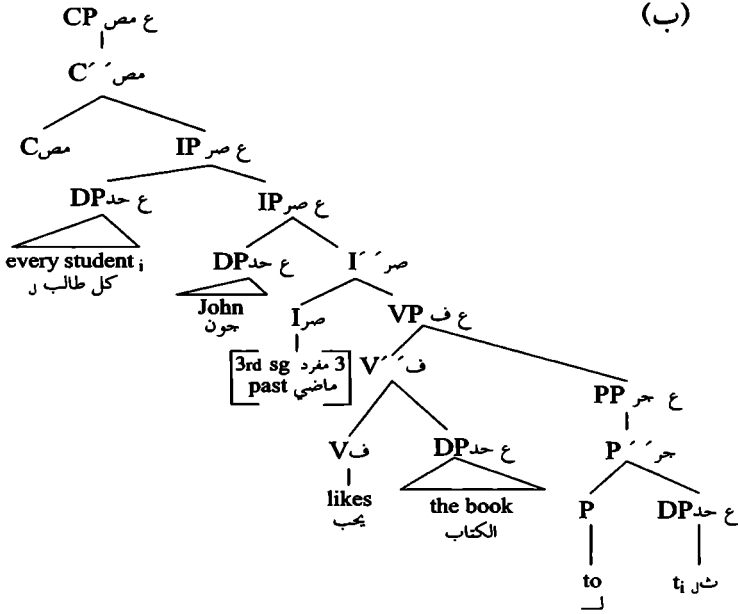 (ب)
CP ع مص
C´´ مص
C مص IP ع صر
DP ع حد IP ع صر
every student i DP ع حد I´´ صر
كل طالب ل John I صر VP ع ف
جون
[3rd sg مفرد 3 V´´ ف
past ماضي] PP ع جر
V ف DP ع حد P´´ جر
likes the book P DP ع حد
يحب الكتاب
to ti ث ل
لـ